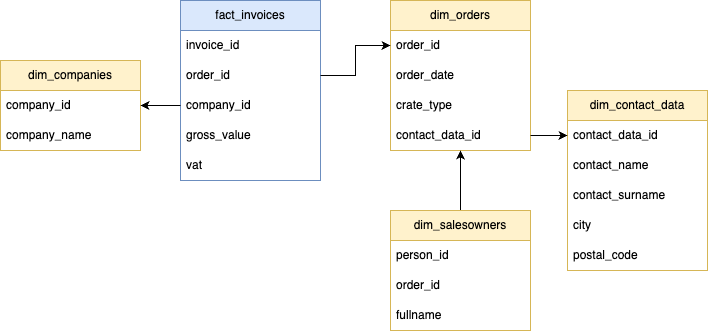 fact_invoices
invoice_id
order_id
company_id
gross_value
vat
dim_companies
company_id
company_name
dim_orders
order_id
order_date
crate_type
contact_data_id
dim_contact_data
contact_data_id
contact_name
contact_surname
city
postal_code
dim_salesowners
person_id
order_id
fullname